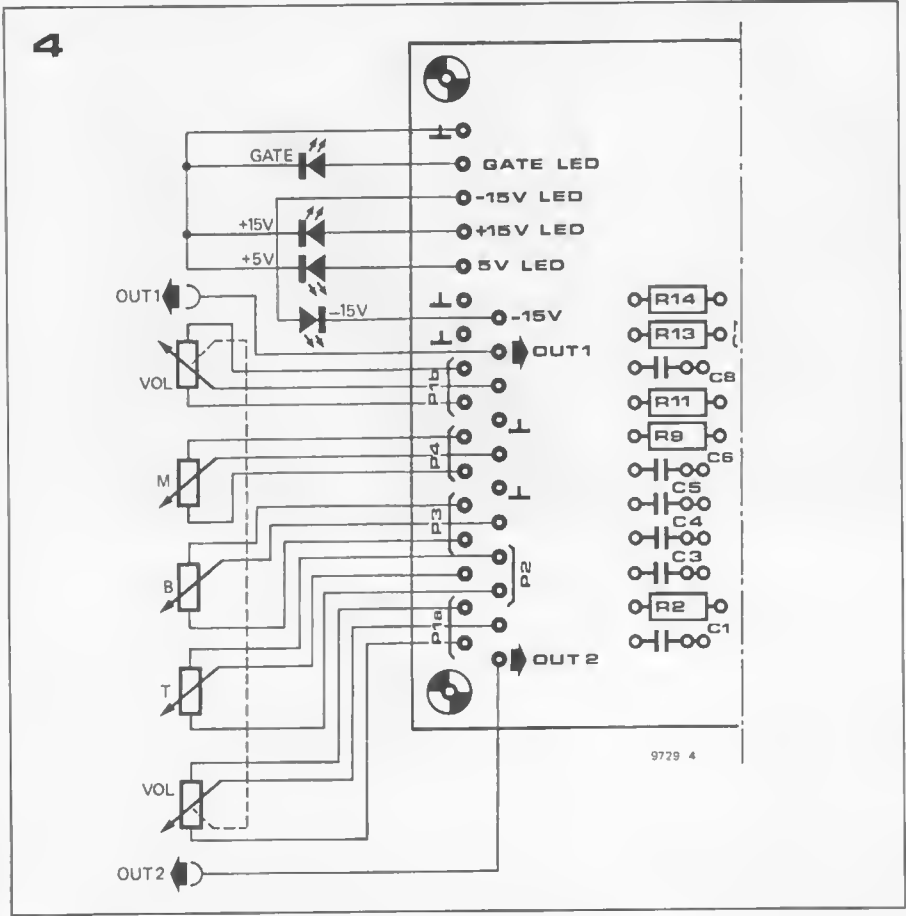 4
GATE
GATE LED
-15V LED
+15V
+15V LED
+5V
5V LED
OUT1
-15V
-15V
R14
OUT1
R13
C7
VOL
P1b
C8
R11
R9
M
P4
C6
C5
P3
C4
B
P2
C3
P1a
R2
C1
T
OUT 2
9729 4
VOL
OUT2